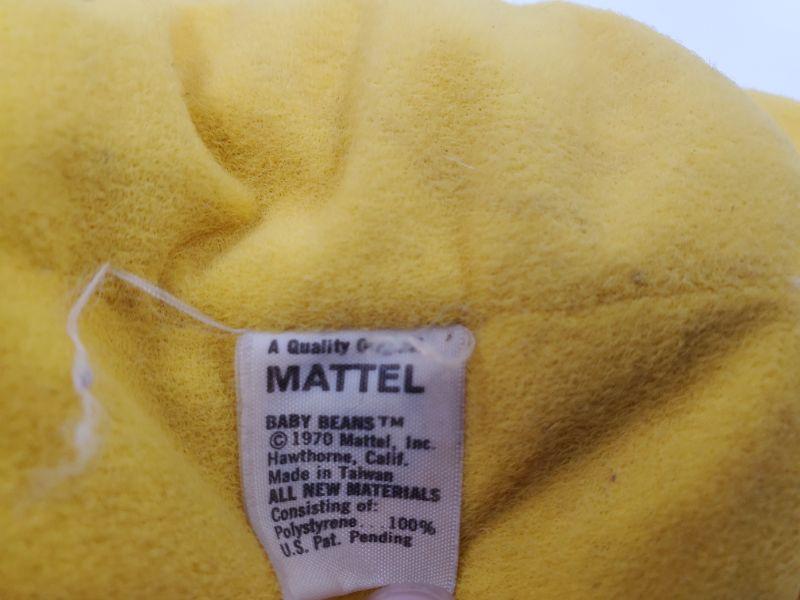 A Quality
MATTEL
BABY BEANS™
© 1970 Mattel, Inc.
Hawthorne, Calif.
Made in Taiwan
ALL NEW MATERIALS
Consisting of:
Polystyrene...100%
U.S. Pat. Pending